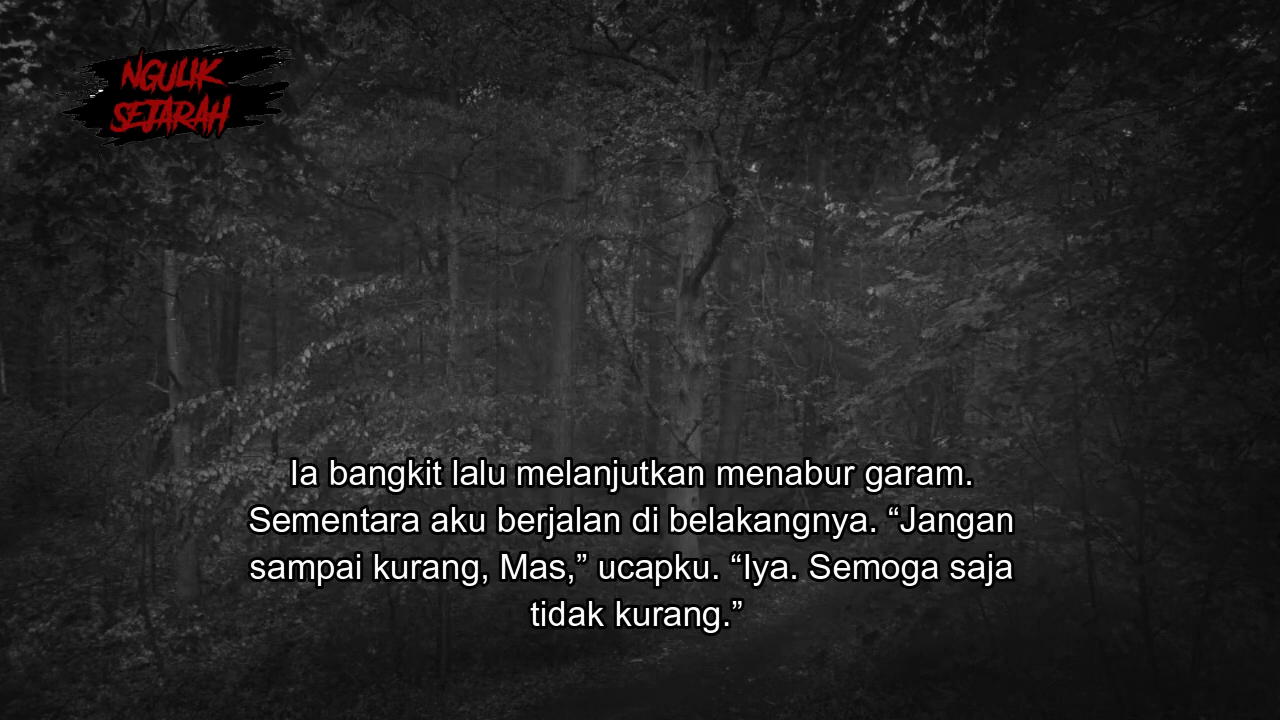 NGULIK
SEJARAH
Ia bangkit lalu melanjutkan menabur garam.
Sementara aku berjalan di belakangnya. “Jangan
sampai kurang, Mas,” ucapku. “Iya. Semoga saja
tidak kurang.”